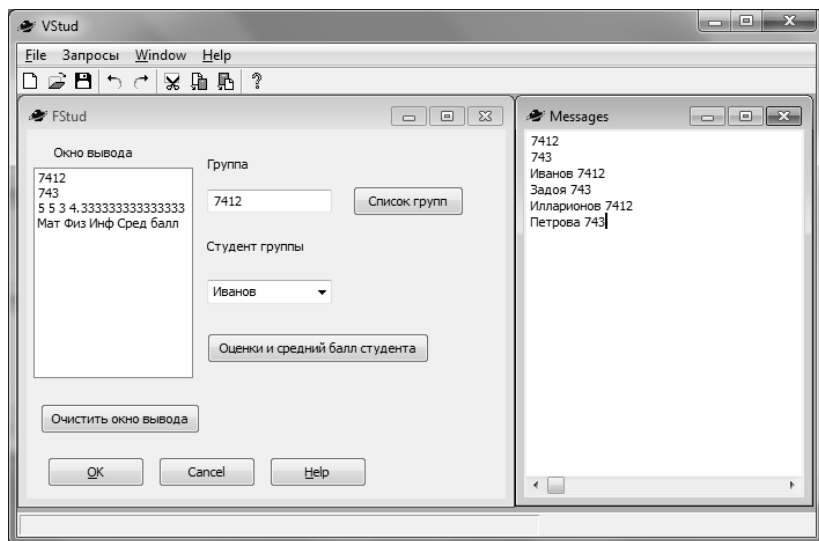 VStud
File Запросы Window Help
FStud
Окно вывода
7412
743
5 5 3 4.333333333333333
Мат Физ Инф Сред балл
Группа
7412
Список групп
Студент группы
Иванов
Оценки и средний балл студента
Очистить окно вывода
OK Cancel Help
Messages
7412
743
Иванов 7412
Задоя 743
Илларионов 7412
Петрова 743